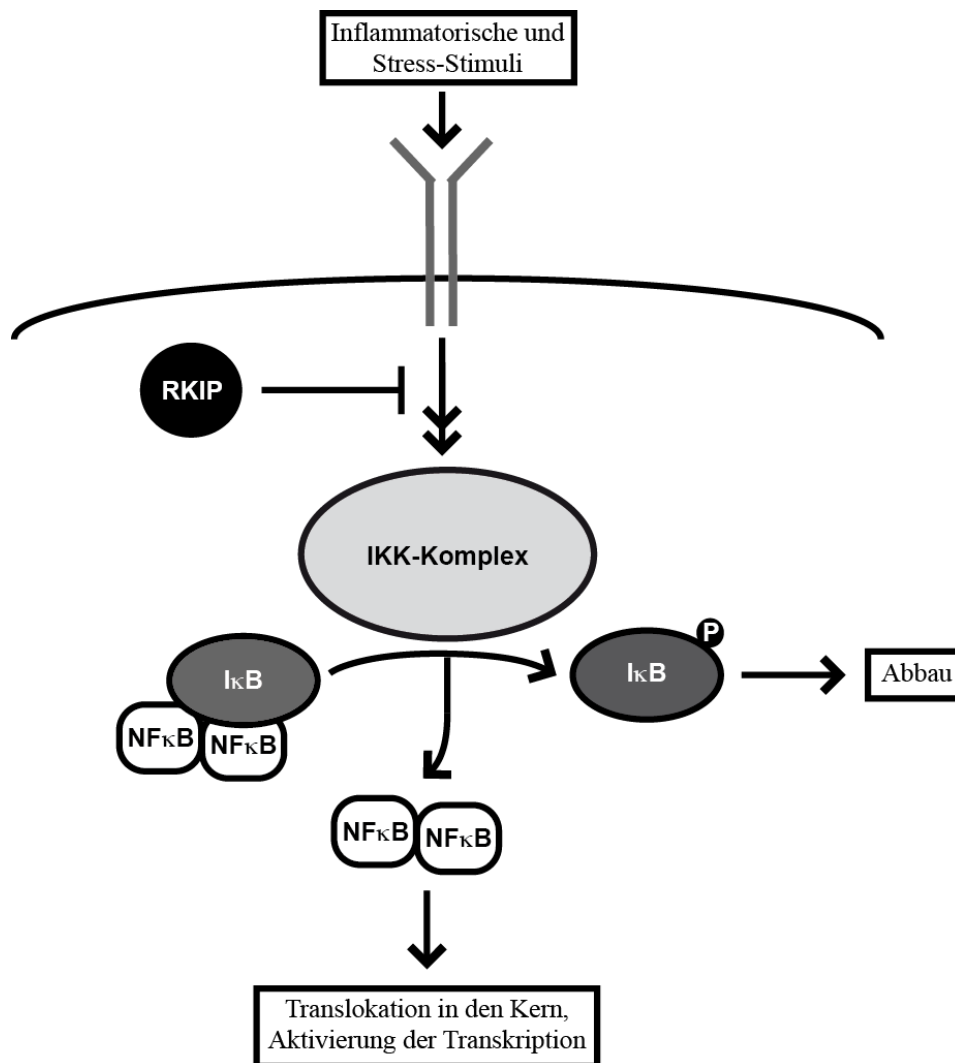 Inflammatorische und
Stress-Stimuli
RKIP
IKK-Komplex
IκB
P
IκB
Abbau
NFκB
NFκB
NFκB
NFκB
Translokation in den Kern,
Aktivierung der Transkription